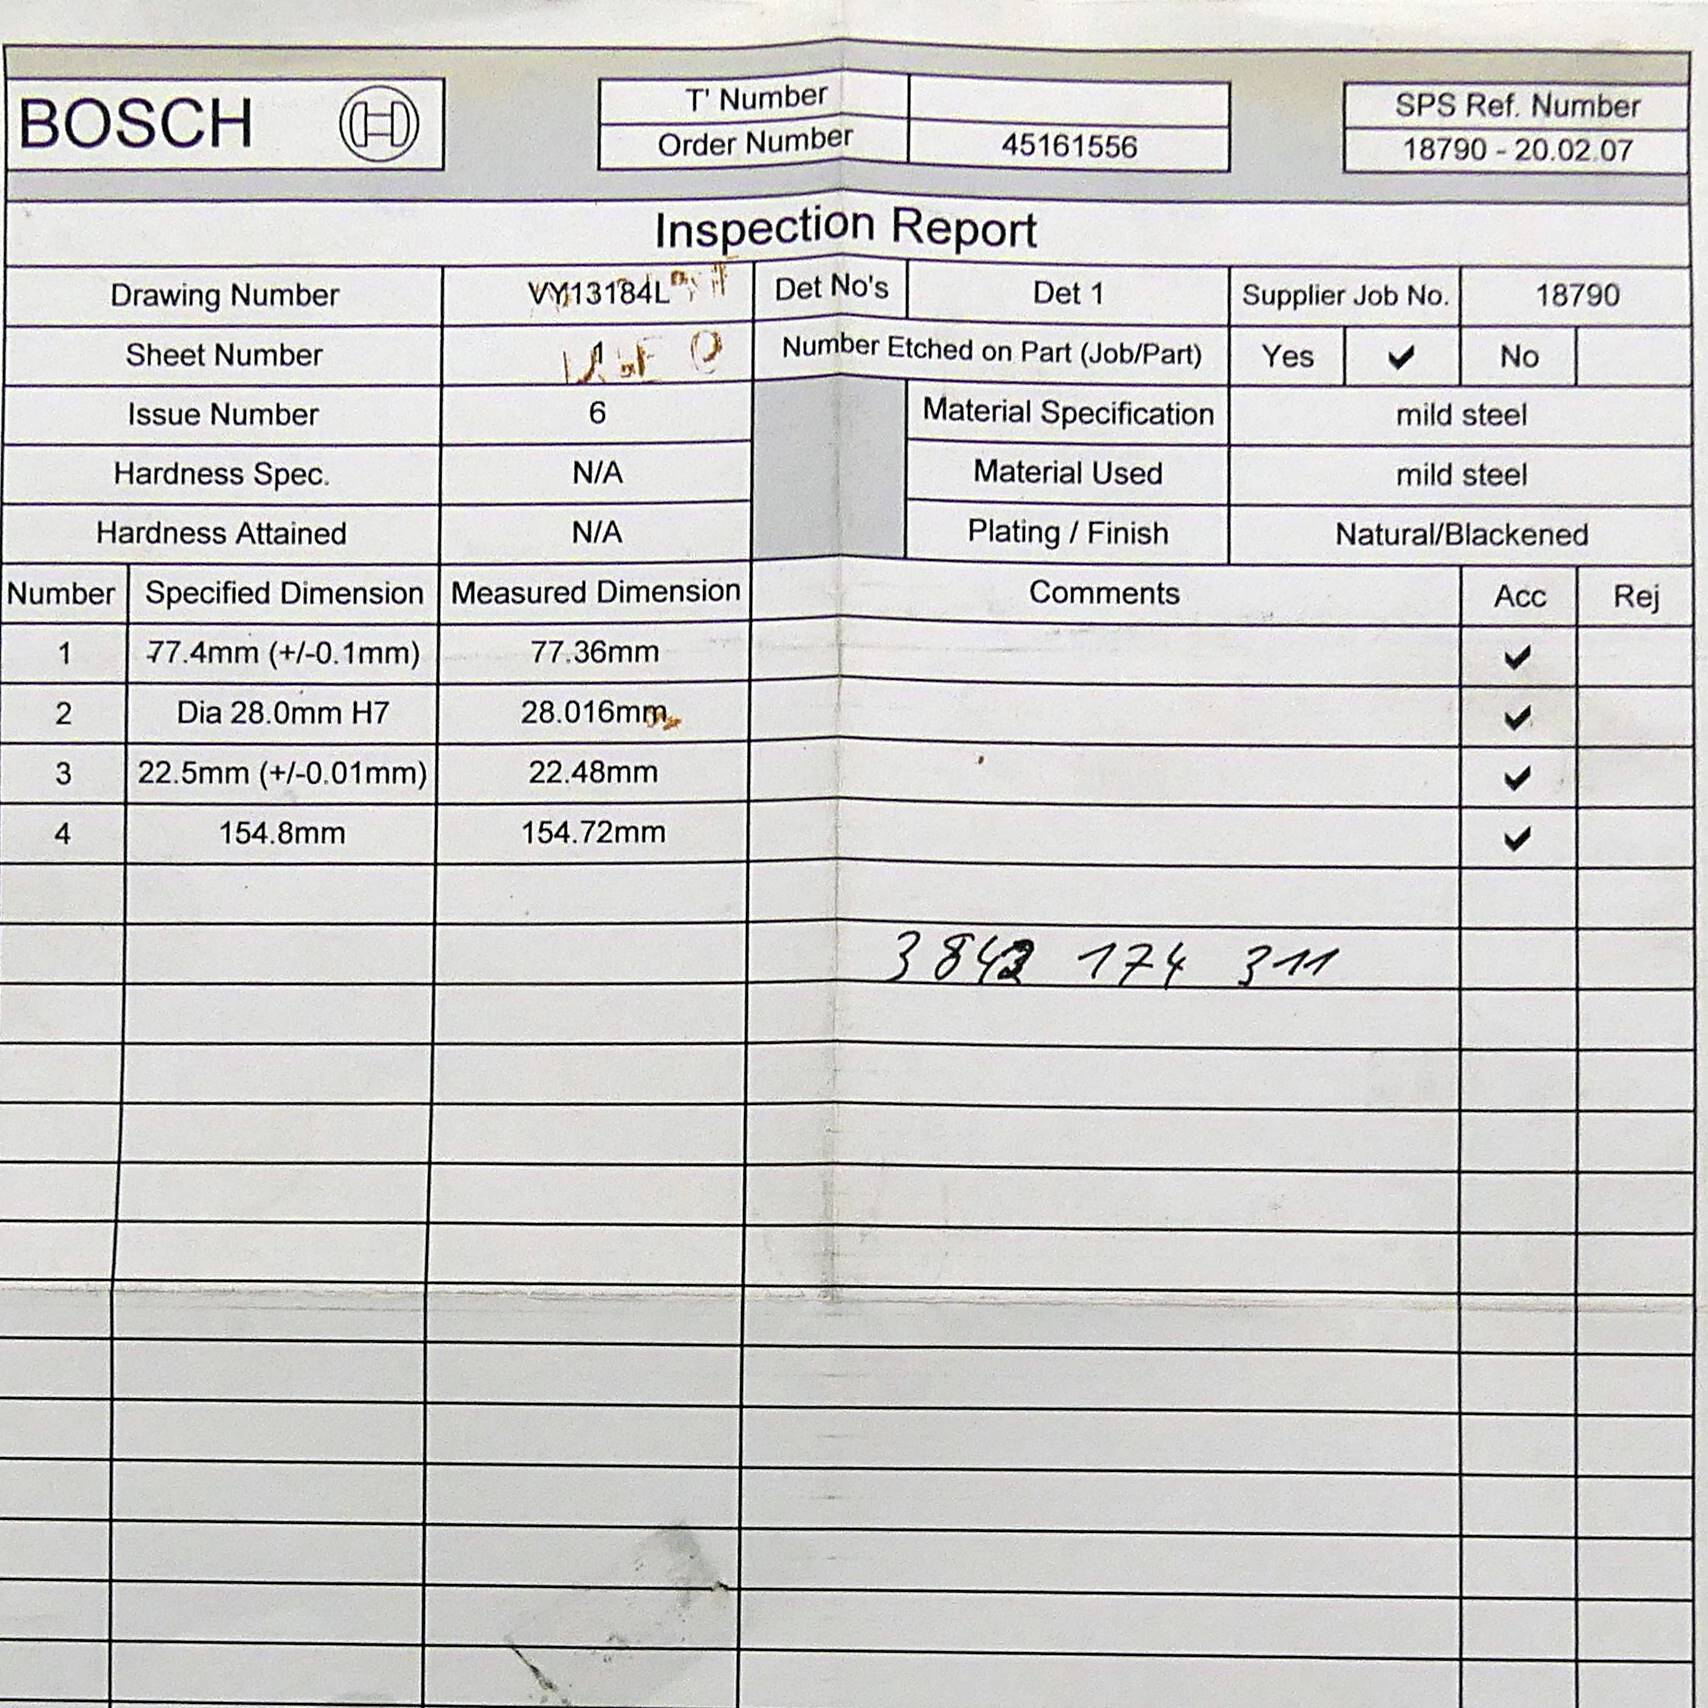 BOSCH
T' Number
Order Number 45161556
SPS Ref. Number
18790 - 20.02.07
Inspection Report
Drawing Number VY13184L Det No's Det 1 Supplier Job No. 18790
Sheet Number Number Etched on Part (Job/Part) Yes ✔ No
Issue Number 6 Material Specification mild steel
Hardness Spec. N/A Material Used mild steel
Hardness Attained N/A Plating / Finish Natural/Blackened
Number Specified Dimension Measured Dimension Comments Acc Rej
1 77.4mm (+/-0.1mm) 77.36mm ✔
2 Dia 28.0mm H7 28.016mm ✔
3 22.5mm (+/-0.01mm) 22.48mm ✔
4 154.8mm 154.72mm ✔
3842 174 311